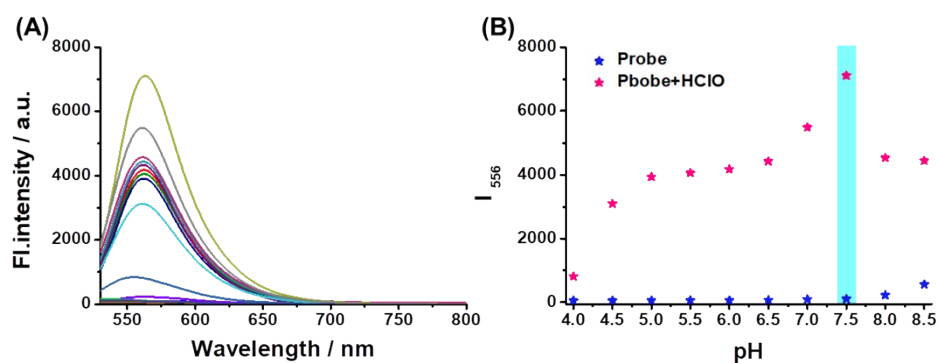 (A)
8000
6000
4000
2000
0
Fl.intensity / a.u.
550 600 650 700 750 800
Wavelength / nm
(B)
8000
6000
4000
2000
0
I 556
Probe
Pbobe+HClO
4.0 4.5 5.0 5.5 6.0 6.5 7.0 7.5 8.0 8.5
pH